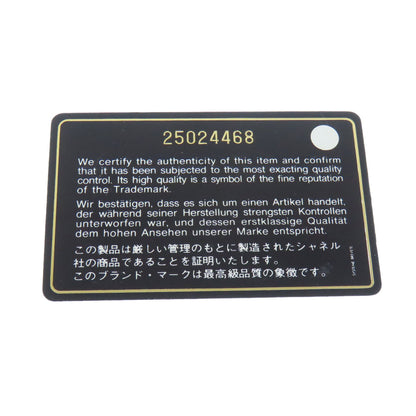 25024468
We certify the authenticity of this item and confirm
that it has been subjected to the most exacting quality
control. Its high quality is a symbol of the fine reputation
of the Trademark.
Wir bestätigen, dass es sich um einen Artikel handelt,
der während seiner Herstellung strengsten Kontrollen
unterworfen war, und dessen erstklassige Qualität
dem hohen Ansehen unserer Marke entspricht.
この製品は厳しい管理のもとに製造されたシャネル
社の商品であることを証明いたします。
このブランド・マークは最高級品質の象徴です。